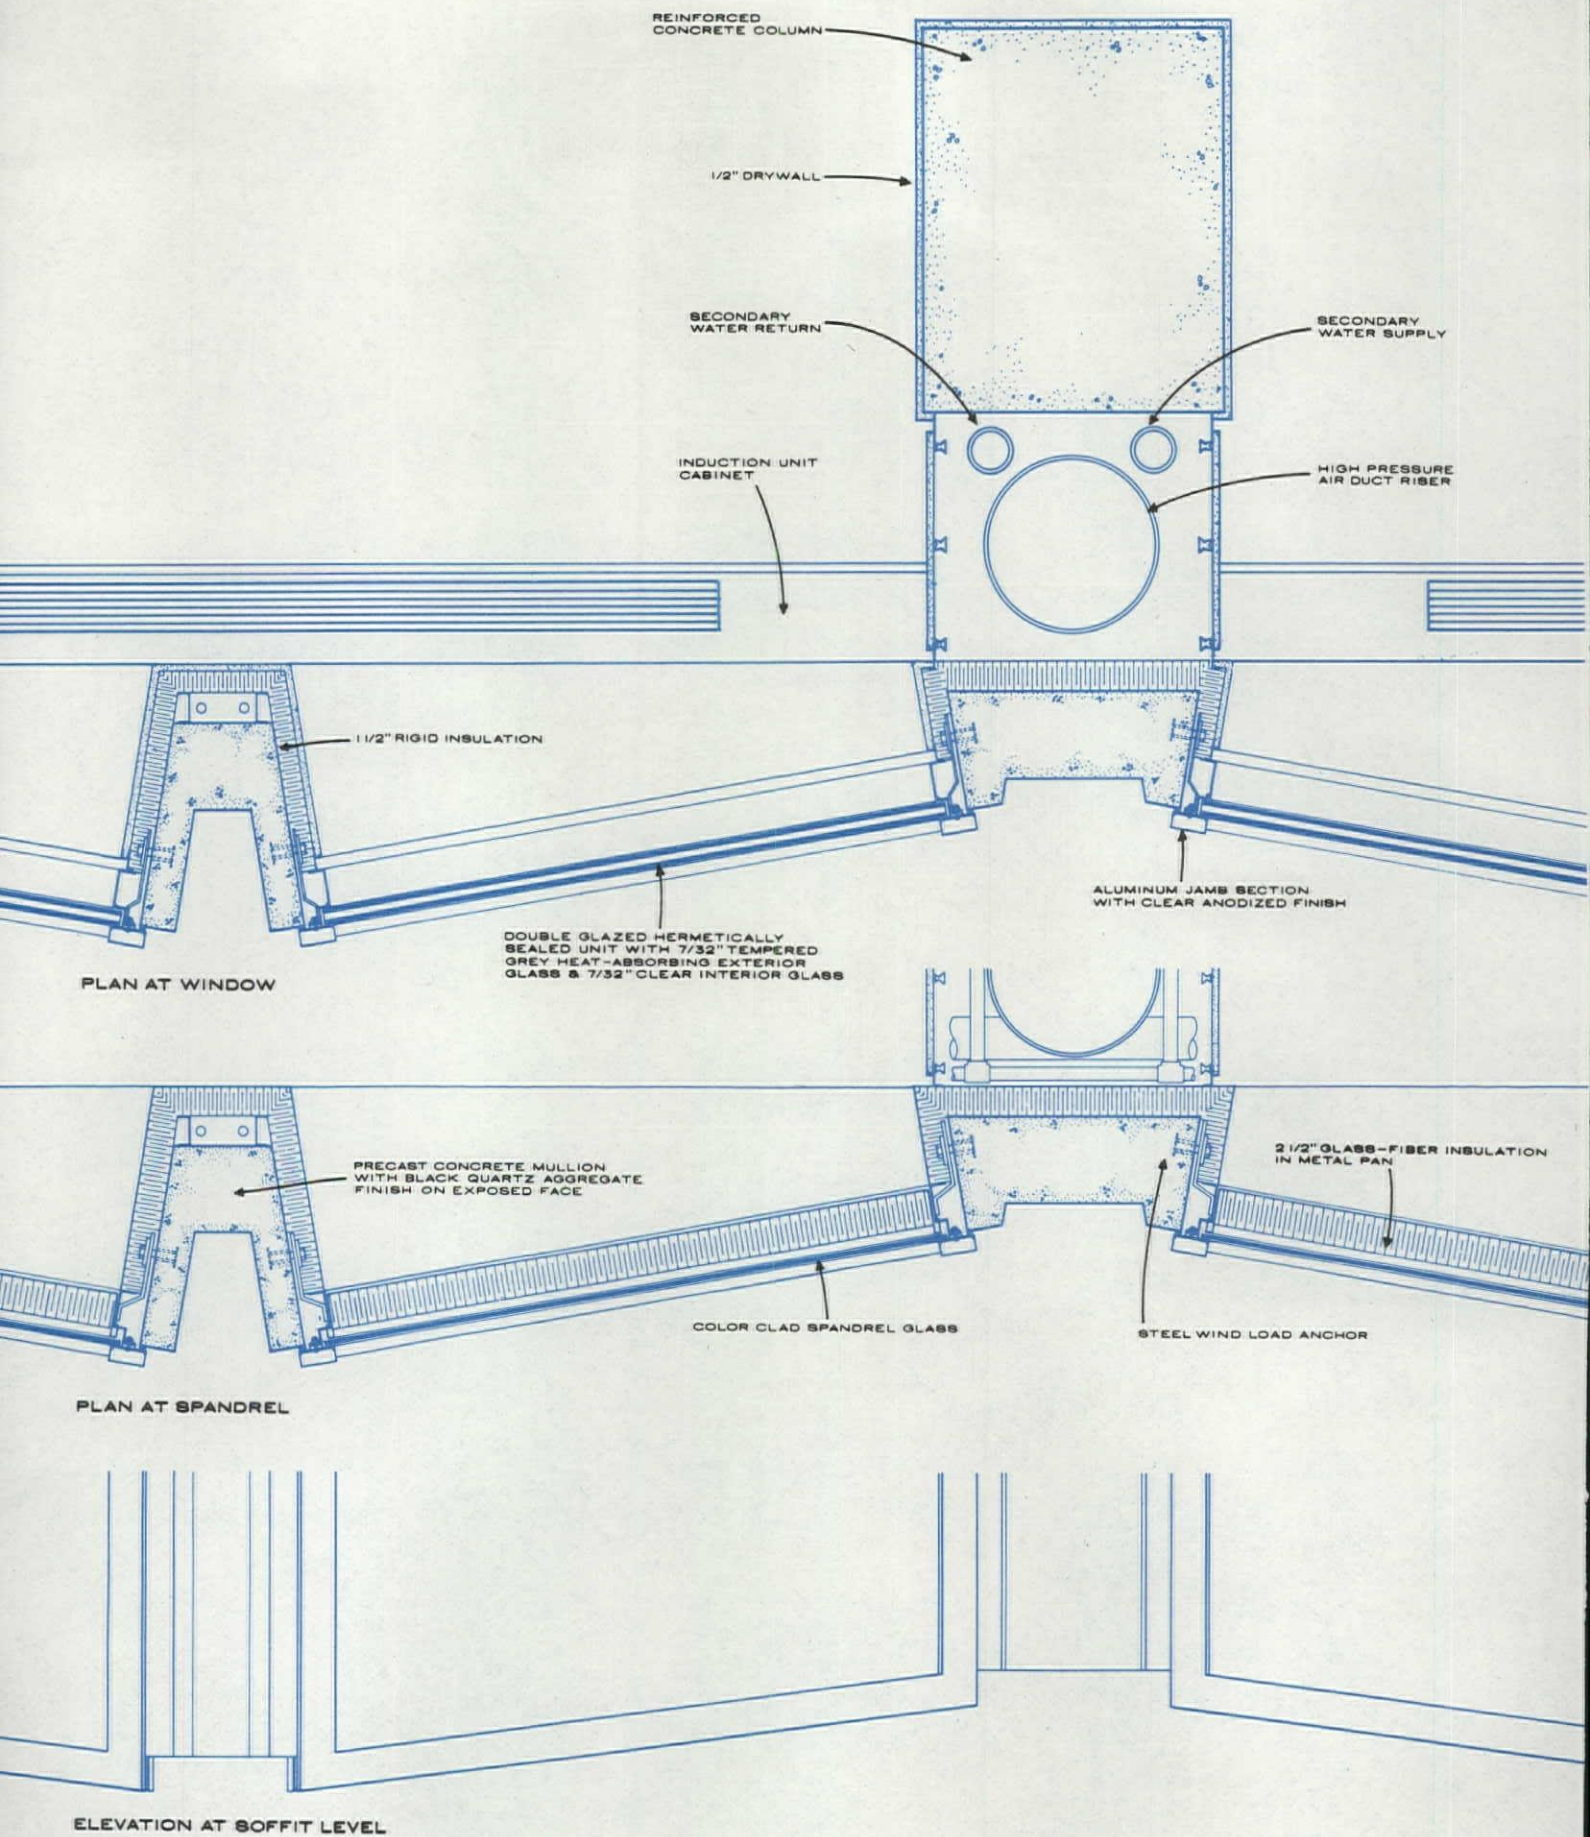 REINFORCED
CONCRETE COLUMN
1/2" DRYWALL
SECONDARY
WATER RETURN
SECONDARY
WATER SUPPLY
INDUCTION UNIT
CABINET
HIGH PRESSURE
AIR DUCT RISER
1 1/2" RIGID INSULATION
ALUMINUM JAMB SECTION
WITH CLEAR ANODIZED FINISH
DOUBLE GLAZED HERMETICALLY
SEALED UNIT WITH 7/32" TEMPERED
GREY HEAT-ABSORBING EXTERIOR
GLASS & 7/32" CLEAR INTERIOR GLASS
PLAN AT WINDOW
PRECAST CONCRETE MULLION
WITH BLACK QUARTZ AGGREGATE
FINISH ON EXPOSED FACE
2 1/2" GLASS-FIBER INSULATION
IN METAL PAN
COLOR CLAD SPANDREL GLASS
STEEL WIND LOAD ANCHOR
PLAN AT SPANDREL
ELEVATION AT SOFFIT LEVEL